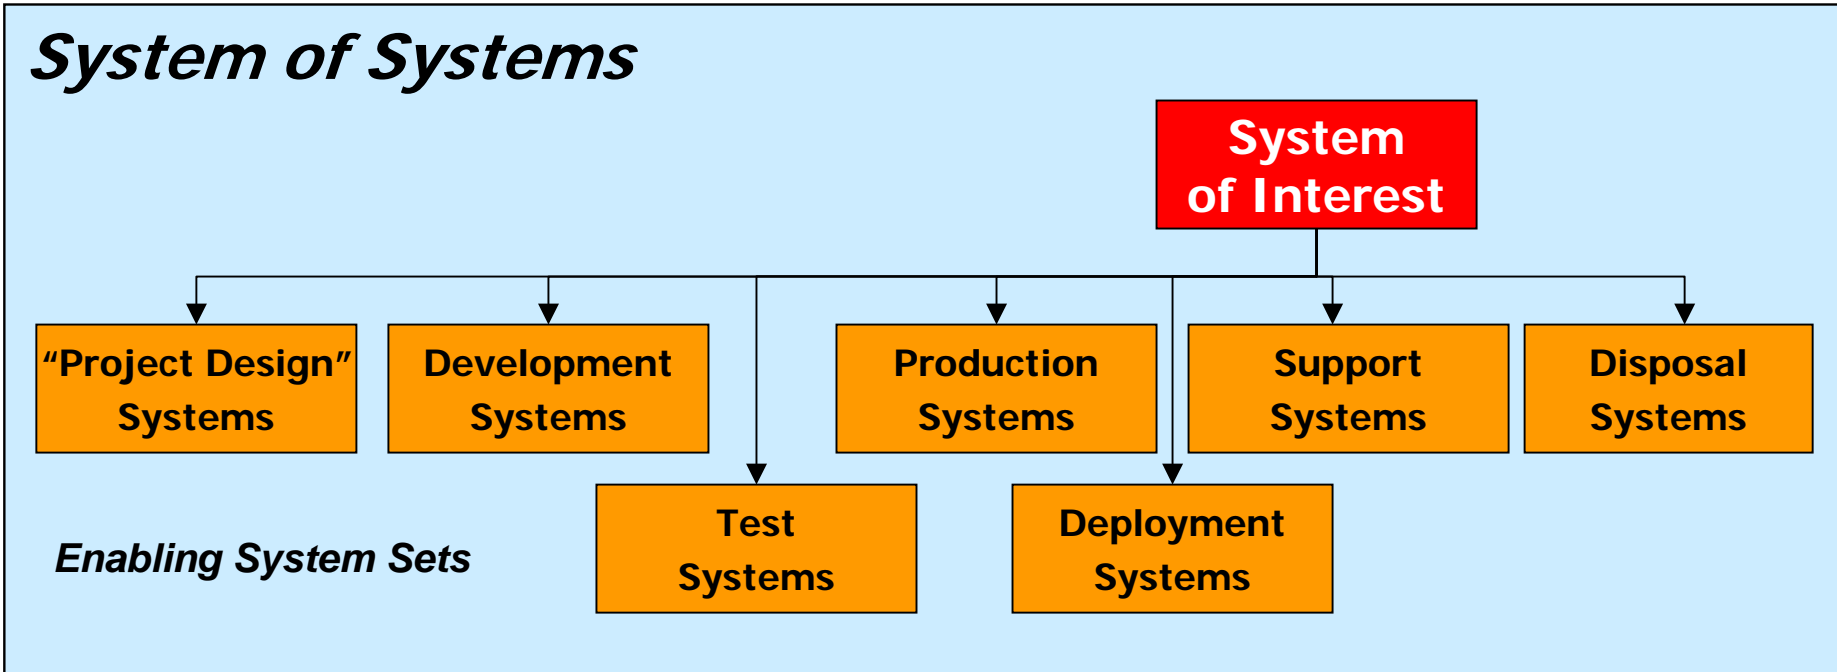 System of Systems
System
of Interest
“Project Design”
Systems
Development
Systems
Production
Systems
Support
Systems
Disposal
Systems
Test
Systems
Deployment
Systems
Enabling System Sets